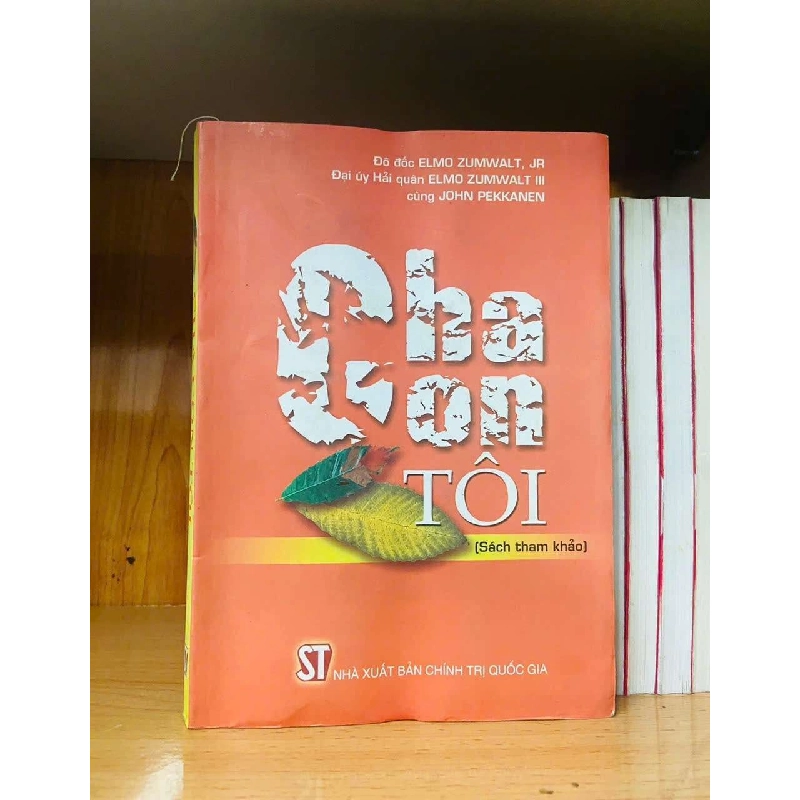 Đô đốc ELMO ZUMWALT, JR
Đại úy Hải quân ELMO ZUMWALT III
cùng JOHN PEKKANEN
Cha
Con
TÔI
(Sách tham khảo)
ST NHÀ XUẤT BẢN CHÍNH TRỊ QUỐC GIA